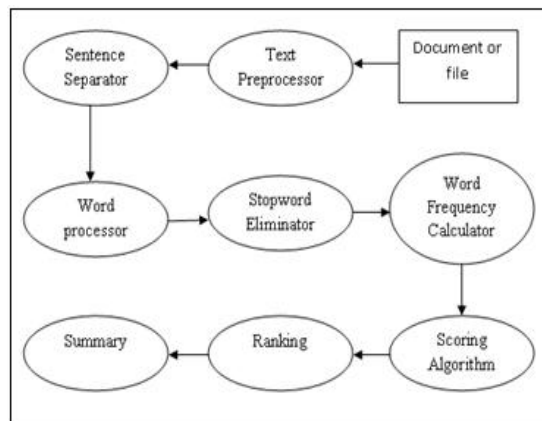 Document or
file
Text
Preprocessor
Sentence
Separator
Word
processor
Stopword
Eliminator
Word
Frequency
Calculator
Scoring
Algorithm
Ranking
Summary